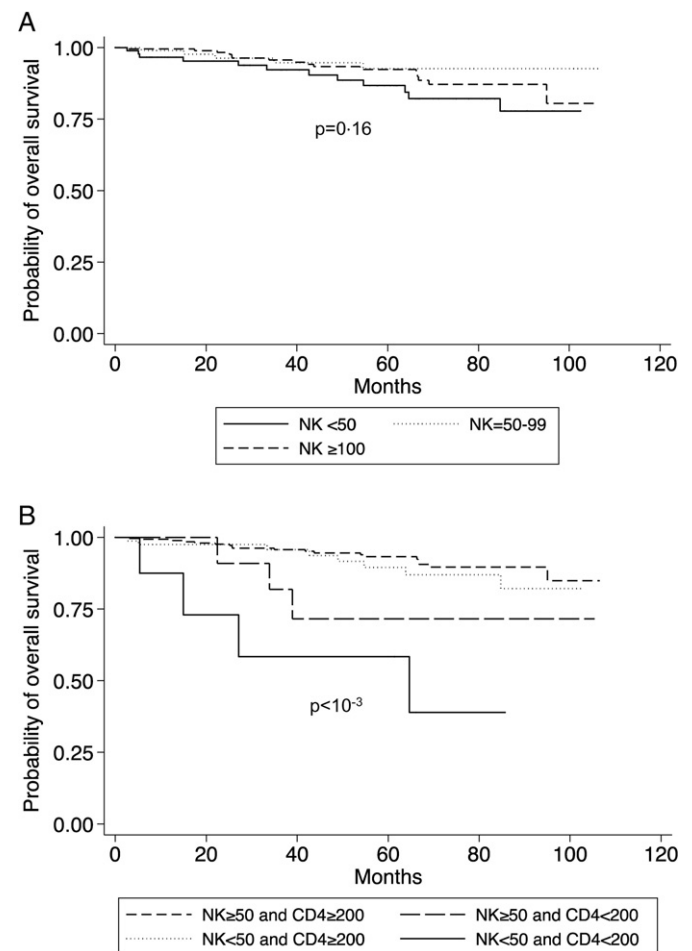 A
Probability of overall survival
1.00
0.75
0.50
0.25
0.00
p=0·16
0 20 40 60 80 100 120
Months
NK <50 NK=50-99
NK ≥100
B
Probability of overall survival
1.00
0.75
0.50
0.25
0.00
p<10-3
0 20 40 60 80 100 120
Months
NK≥50 and CD4≥200 NK≥50 and CD4<200
NK<50 and CD4≥200 NK<50 and CD4<200